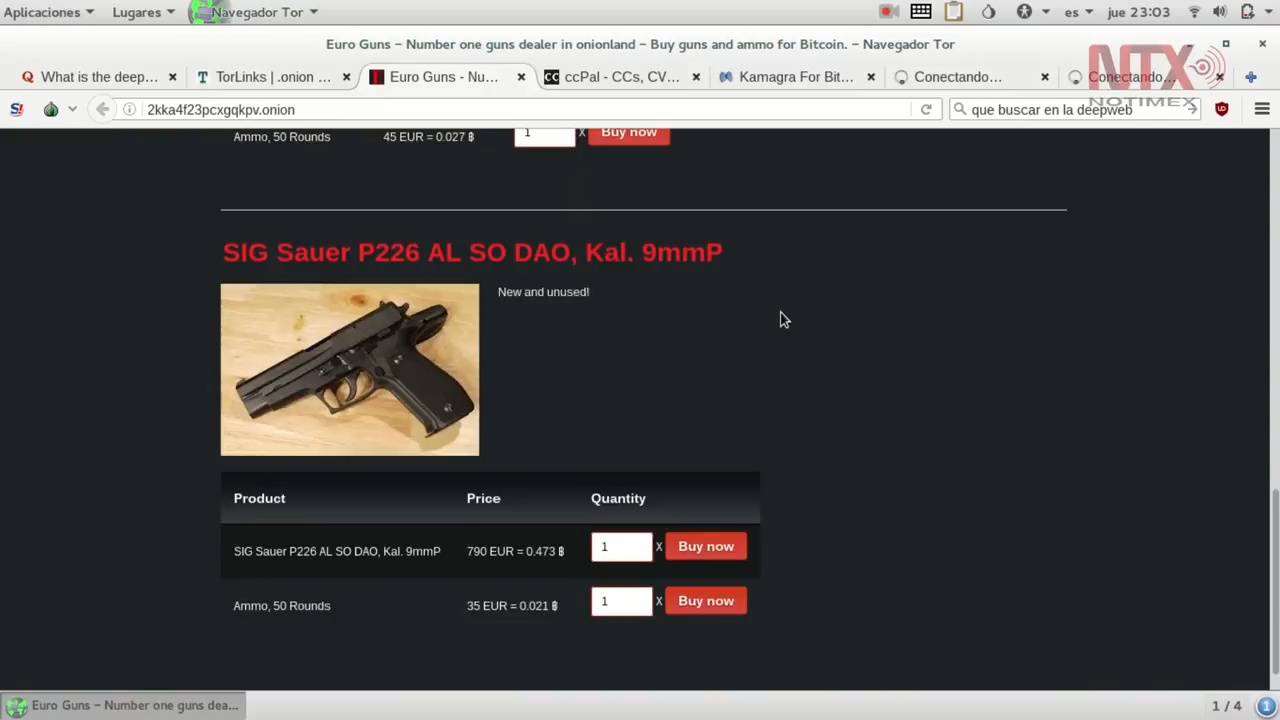 Aplicaciones Lugares Navegador Tor es jue 23:03
Euro Guns – Number one guns dealer in onionland – Buy guns and ammo for Bitcoin. – Navegador Tor
What is the deep... TorLinks | .onion ... Euro Guns - Nu... CC ccPal - CCs, CV... Kamagra For Bit... Conectando... Conectando...
NTX
NOTIMEX
S! 2kka4f23pcxgqkpv.onion que buscar en la deepweb
Ammo, 50 Rounds 45 EUR = 0.027 ฿ 1 X Buy now
SIG Sauer P226 AL SO DAO, Kal. 9mmP
New and unused!
Product Price Quantity
SIG Sauer P226 AL SO DAO, Kal. 9mmP 790 EUR = 0.473 ฿ 1 X Buy now
Ammo, 50 Rounds 35 EUR = 0.021 ฿ 1 X Buy now
Euro Guns – Number one guns dea... 1 / 4 1